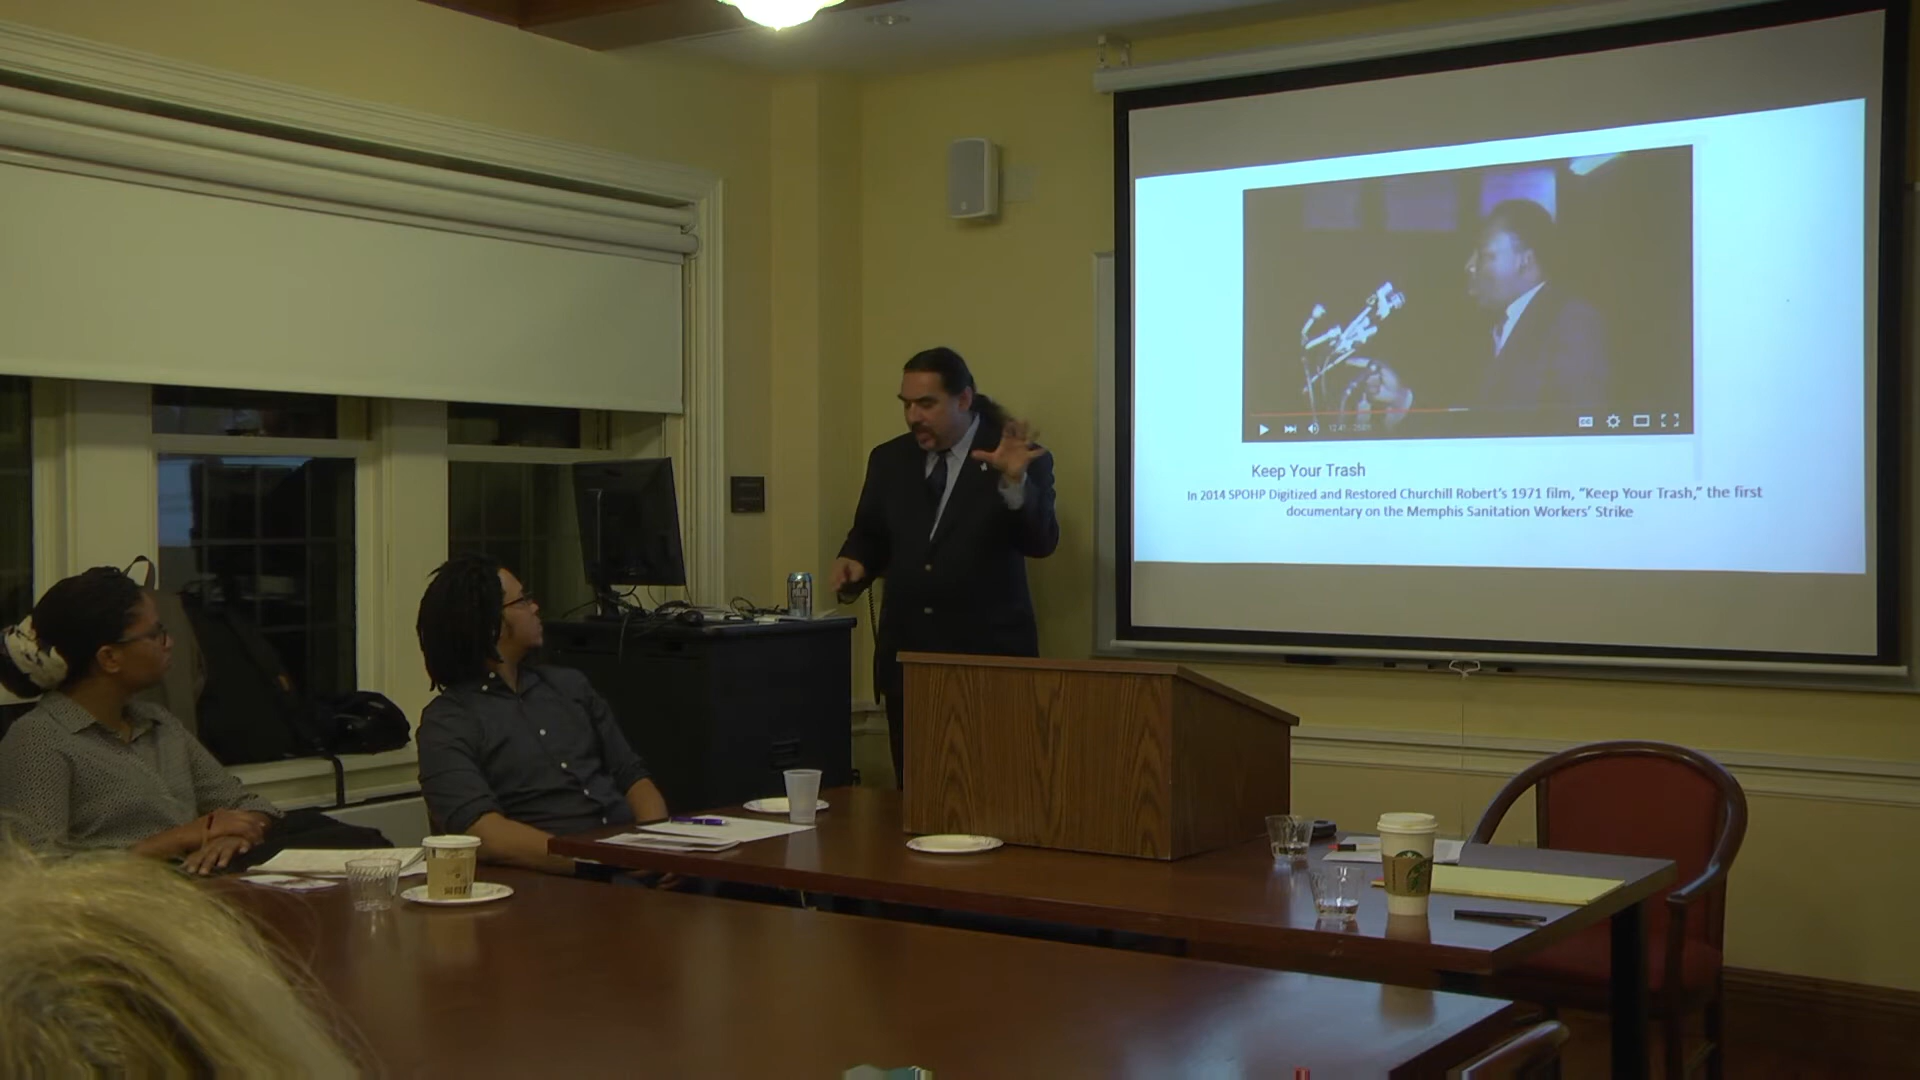 Keep Your Trash
In 2014 SPOHP Digitized and Restored Churchill Robert's 1971 film, “Keep Your Trash,” the first
documentary on the Memphis Sanitation Workers' Strike